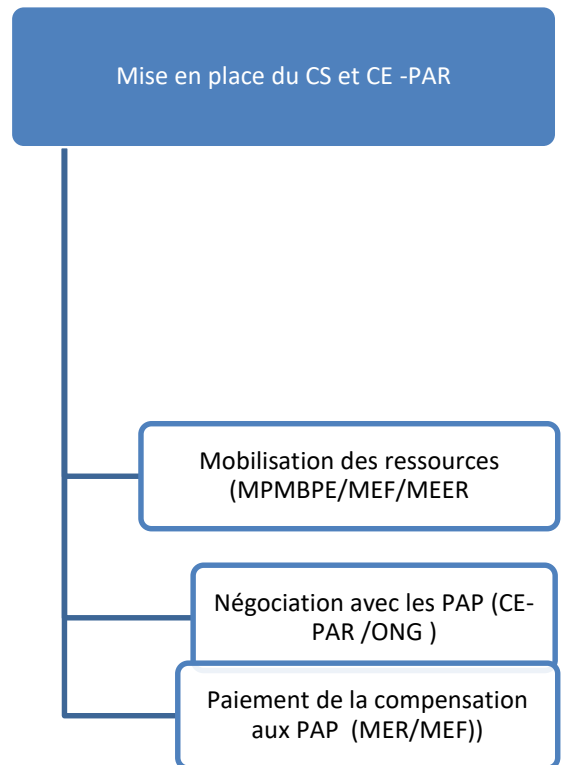 Mise en place du CS et CE -PAR
Mobilisation des ressources
(MPMBPE/MEF/MEER
Négociation avec les PAP (CE-
PAR /ONG )
Paiement de la compensation
aux PAP  (MER/MEF))